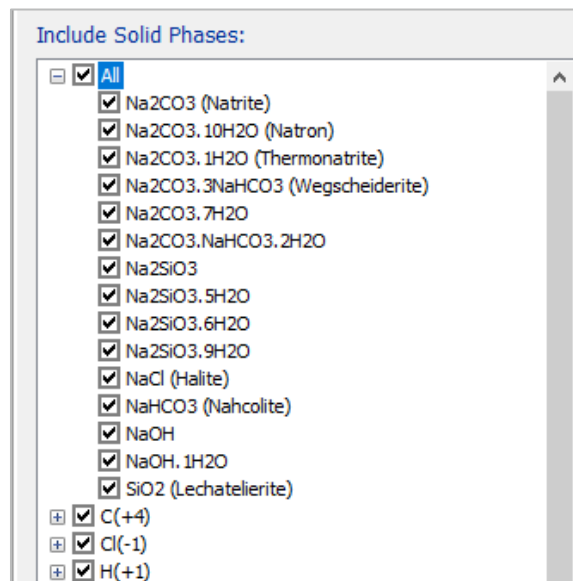 Include Solid Phases:
All
Na2CO3 (Natrite)
Na2CO3.10H2O (Natron)
Na2CO3.1H2O (Thermonatrite)
Na2CO3.3NaHCO3 (Wegscheiderite)
Na2CO3.7H2O
Na2CO3.NaHCO3.2H2O
Na2SiO3
Na2SiO3.5H2O
Na2SiO3.6H2O
Na2SiO3.9H2O
NaCl (Halite)
NaHCO3 (Nahcolite)
NaOH
NaOH.1H2O
SiO2 (Lechatelierite)
C(+4)
Cl(-1)
H(+1)